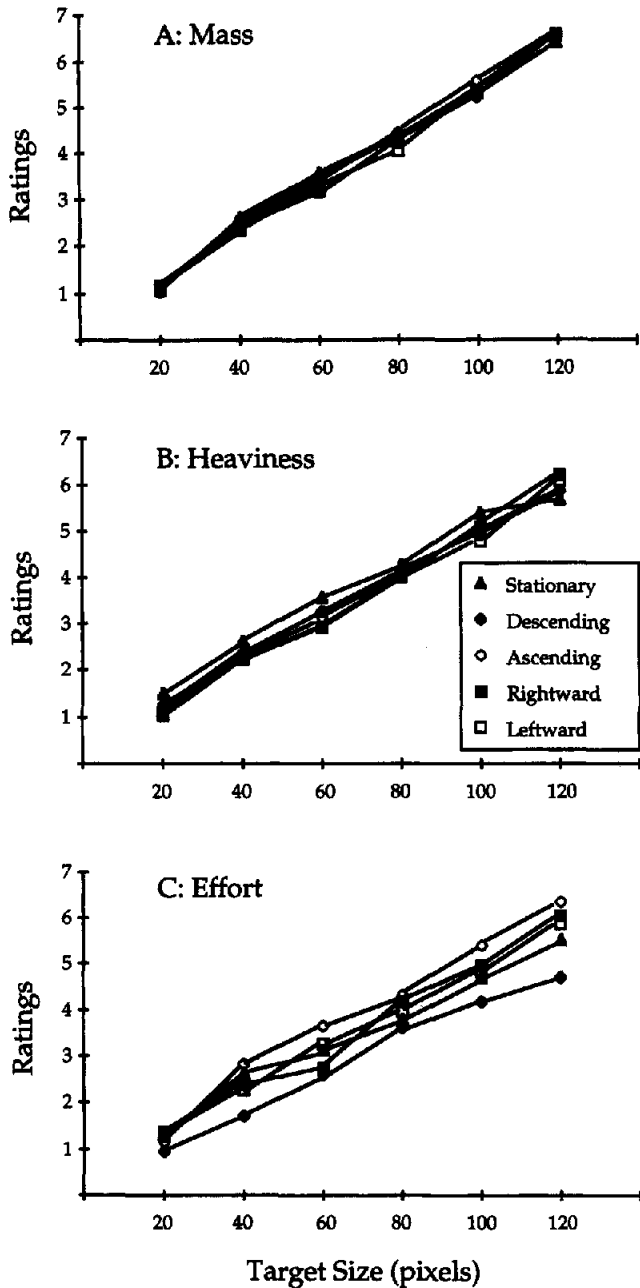 A: Mass
Ratings
7
6
5
4
3
2
1
20 40 60 80 100 120
B: Heaviness
Ratings
7
6
5
4
3
2
1
Stationary
Descending
Ascending
Rightward
Leftward
20 40 60 80 100 120
C: Effort
Ratings
7
6
5
4
3
2
1
20 40 60 80 100 120
Target Size (pixels)